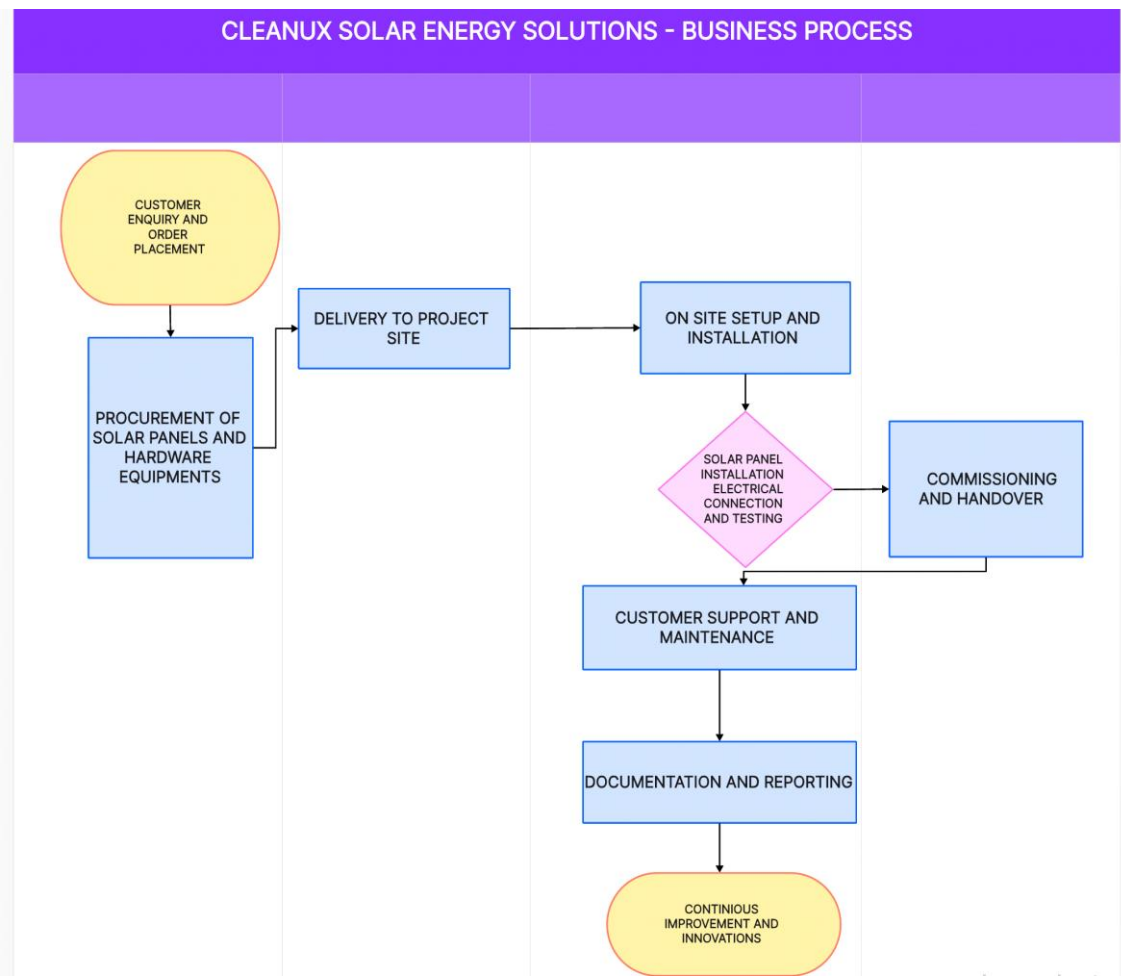 CLEANUX SOLAR ENERGY SOLUTIONS - BUSINESS PROCESS
CUSTOMER
ENQUIRY AND
ORDER
PLACEMENT
PROCUREMENT OF
SOLAR PANELS AND
HARDWARE
EQUIPMENTS
DELIVERY TO PROJECT
SITE
ON SITE SETUP AND
INSTALLATION
SOLAR PANEL
INSTALLATION
ELECTRICAL
CONNECTION
AND TESTING
COMMISSIONING
AND HANDOVER
CUSTOMER SUPPORT AND
MAINTENANCE
DOCUMENTATION AND REPORTING
CONTINIOUS
IMPROVEMENT AND
INNOVATIONS